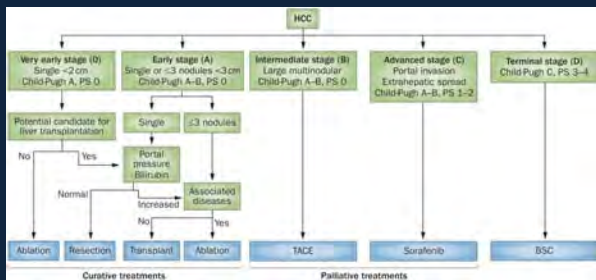 HCC
Very early stage (0)
Single <2cm
Child-Pugh A, PS 0
Early stage (A)
Single or ≤3 nodules <3cm
Child-Pugh A–B, PS 0
Intermediate stage (B)
Large multinodular
Child-Pugh A–B, PS 0
Advanced stage (C)
Portal invasion
Extrahepatic spread
Child-Pugh A–B, PS 1–2
Terminal stage (D)
Child-Pugh C, PS 3–4
Potential candidate for
liver transplantation
Single
≤3 nodules
No
Yes
Portal
pressure
Bilirubin
Normal
Increased
Associated
diseases
No
Yes
Ablation
Resection
Transplant
Ablation
TACE
Sorafenib
BSC
Curative treatments
Palliative treatments